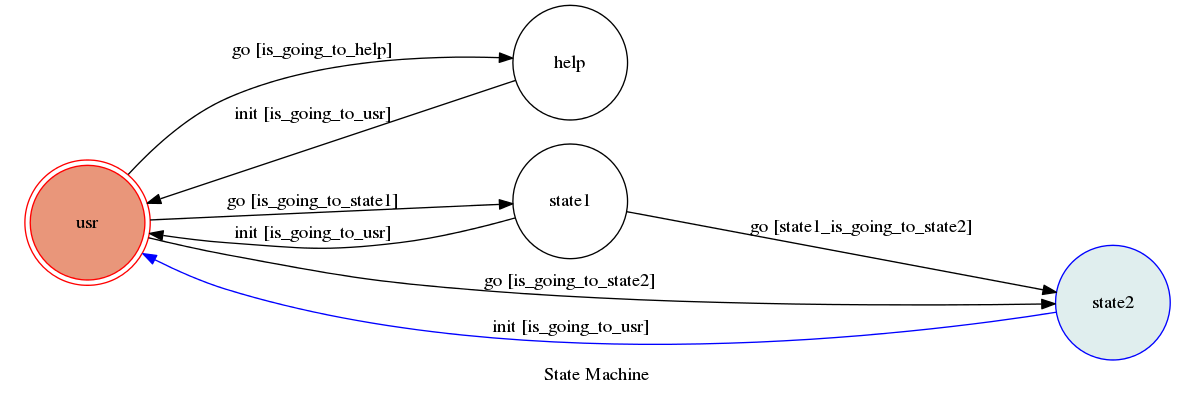 go [is_going_to_help]
help
init [is_going_to_usr]
usr
go [is_going_to_state1]
state1
init [is_going_to_usr]
go [state1_is_going_to_state2]
go [is_going_to_state2]
state2
init [is_going_to_usr]
State Machine